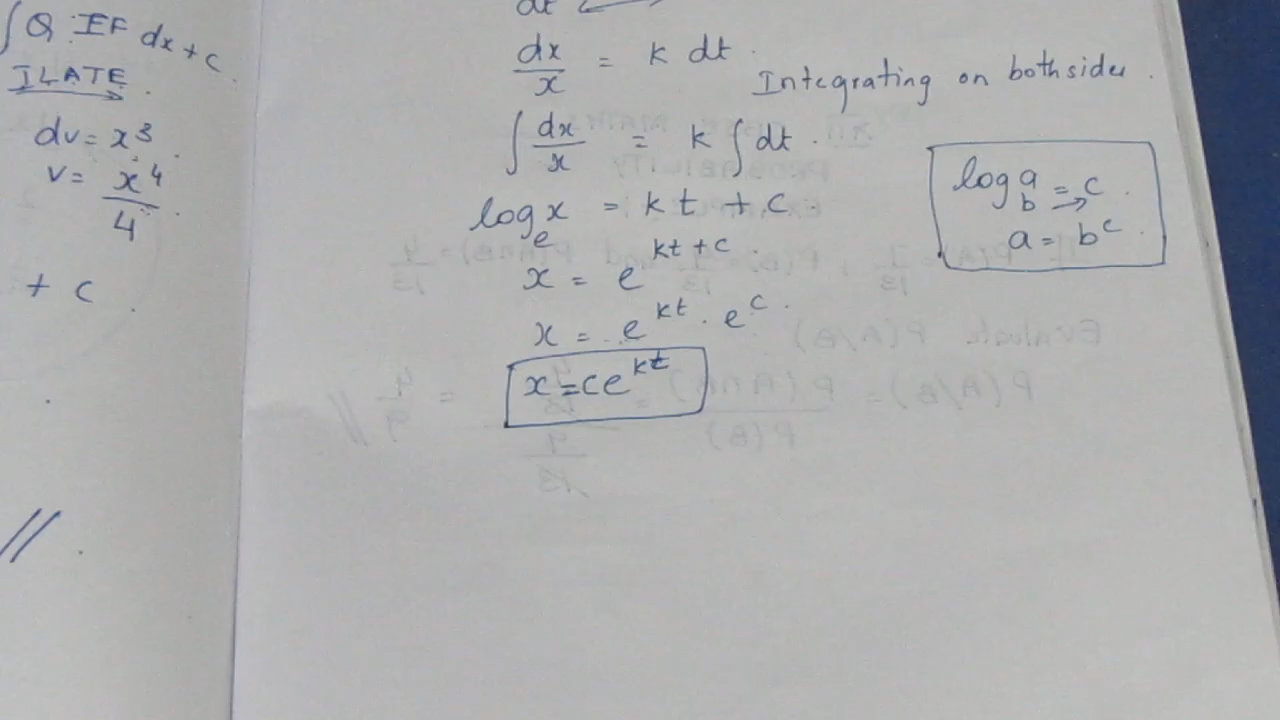 ∫ Q · IF dx + c .
ILATE .
dv = x³ .
v = x⁴/4 .
+ c .
//
dt
dx/x = k dt .
Integrating on both sides .
∫ dx/x = k ∫ dt .
logₑ x = kt + c
x = e^(kt + c) .
x = e^(kt) . e^c .
x = ce^(kt)
log_b a = c .
a = b^c .